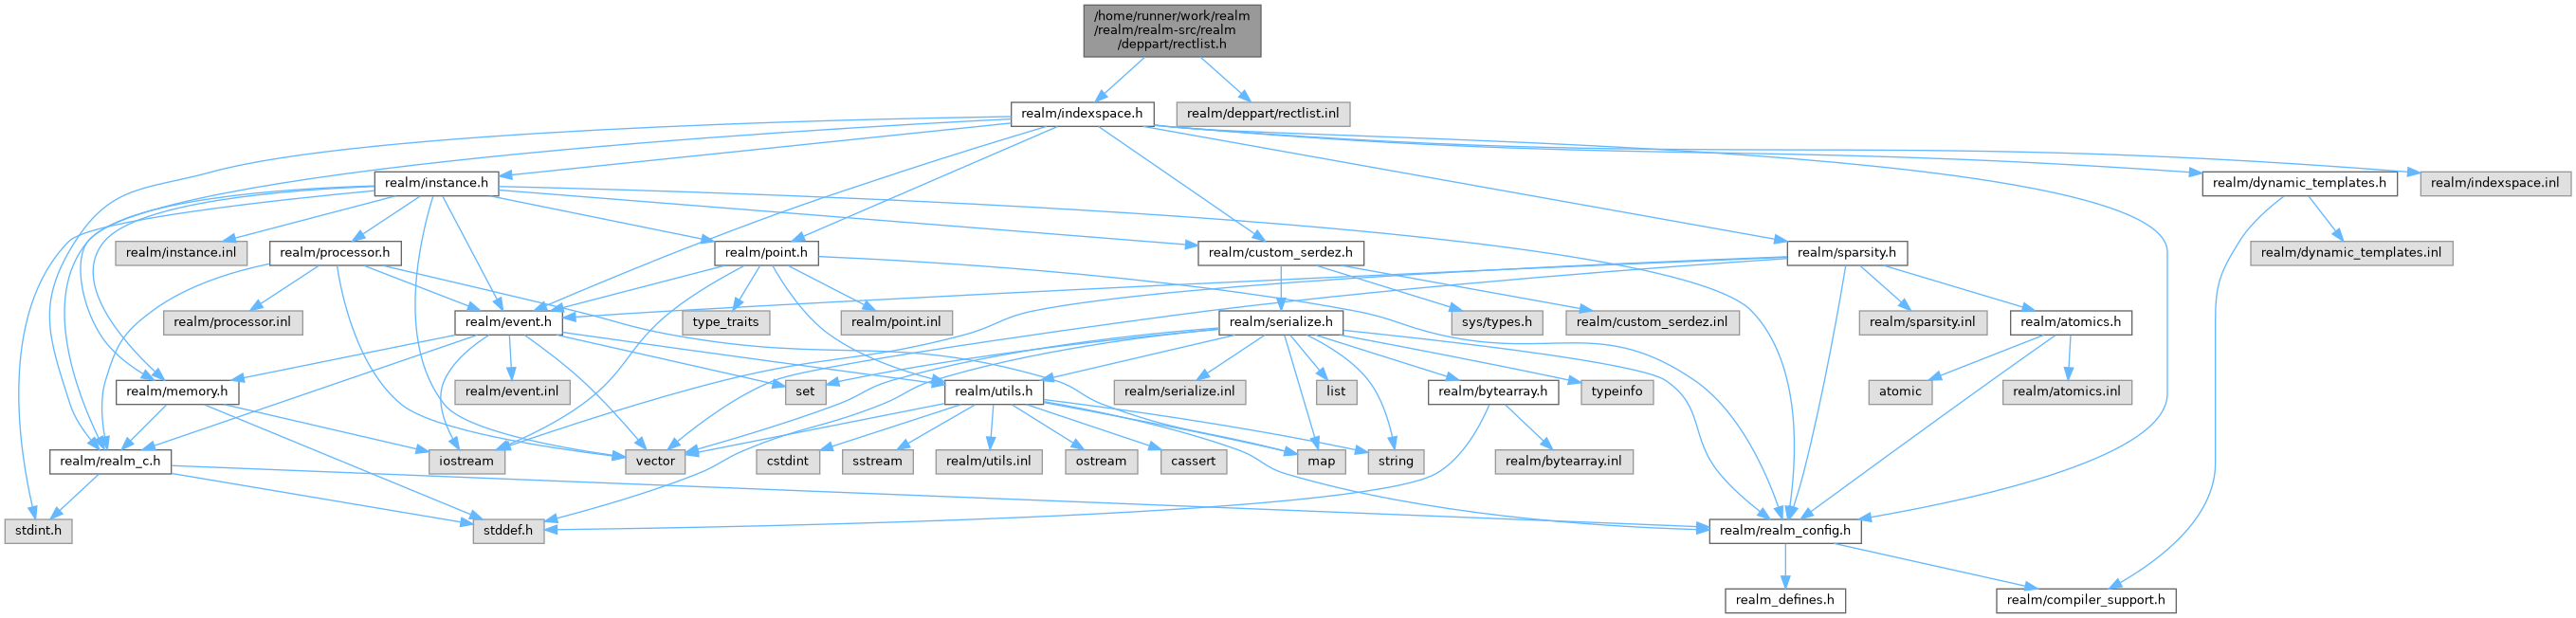 /home/runner/work/realm
/realm/realm-src/realm
/deppart/rectlist.h
realm/indexspace.h
realm/deppart/rectlist.inl
realm/instance.h
realm/dynamic_templates.h
realm/indexspace.inl
realm/instance.inl
realm/processor.h
realm/point.h
realm/custom_serdez.h
realm/sparsity.h
realm/dynamic_templates.inl
realm/processor.inl
realm/event.h
type_traits
realm/point.inl
realm/serialize.h
sys/types.h
realm/custom_serdez.inl
realm/sparsity.inl
realm/atomics.h
realm/memory.h
realm/event.inl
set
realm/utils.h
realm/serialize.inl
list
realm/bytearray.h
typeinfo
atomic
realm/atomics.inl
realm/realm_c.h
iostream
vector
cstdint
sstream
realm/utils.inl
ostream
cassert
map
string
realm/bytearray.inl
stdint.h
stddef.h
realm/realm_config.h
realm_defines.h
realm/compiler_support.h